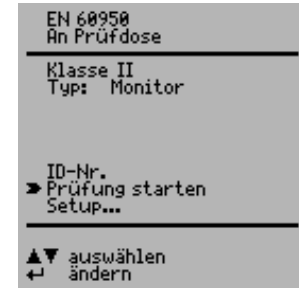 EN 60950
An Prüfdose
Klasse II
Typ: Monitor
ID-Nr.
Prüfung starten
Setup...
▲▼ auswählen
↵ ändern